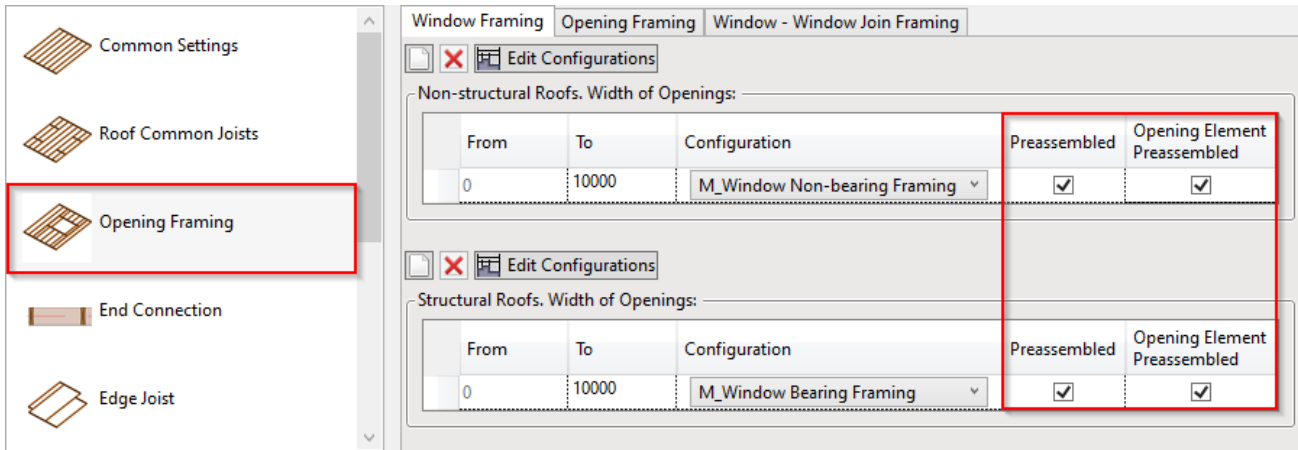 Common Settings
Roof Common Joists
Opening Framing
End Connection
Edge Joist
Window Framing Opening Framing Window - Window Join Framing
Edit Configurations
Non-structural Roofs. Width of Openings:
From To Configuration Preassembled Opening Element
Preassembled
0 10000 M_Window Non-bearing Framing
Edit Configurations
Structural Roofs. Width of Openings:
From To Configuration Preassembled Opening Element
Preassembled
0 10000 M_Window Bearing Framing